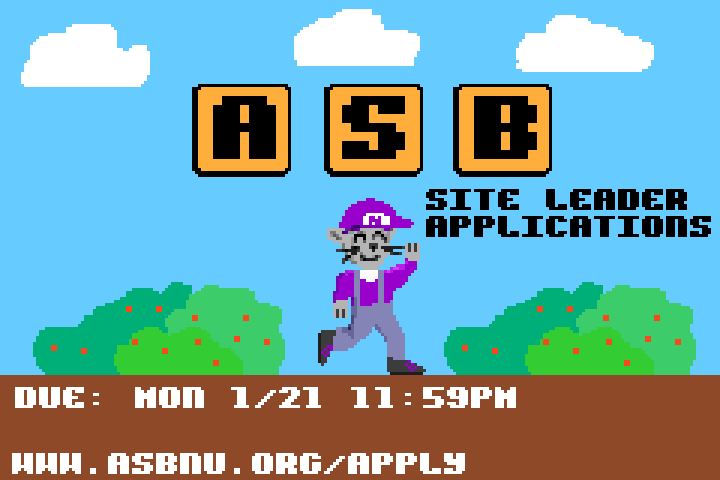 A S B
SITE LEADER
APPLICATIONS
M
DUE: MON 1/21 11:59PM
WWW.ASBNU.ORG/APPLY